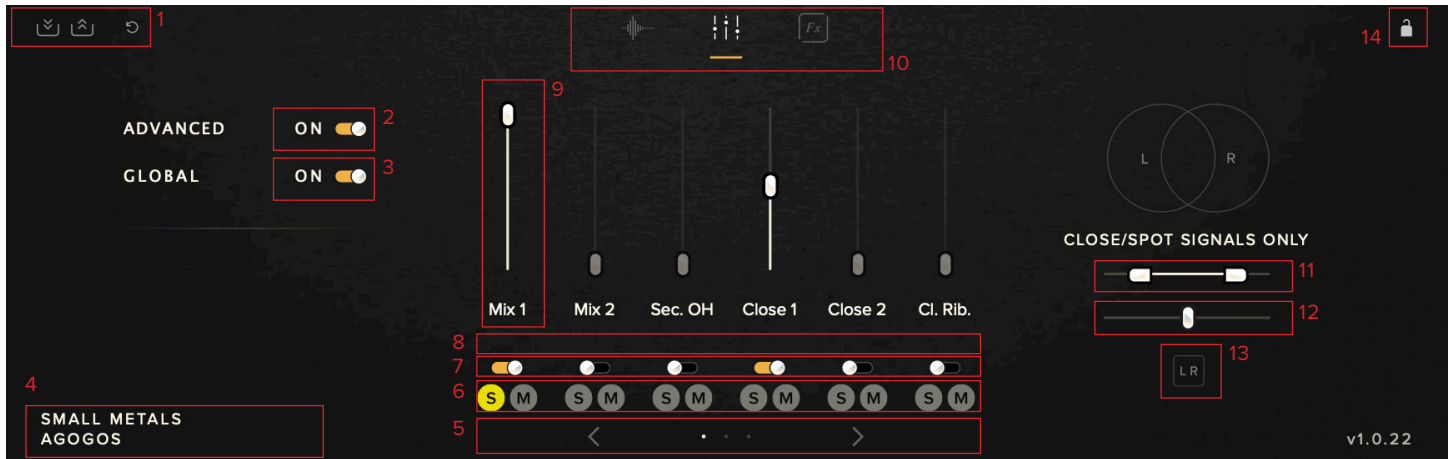 1
Fx
10
14
9
ADVANCED ON 2
GLOBAL ON 3
L R
CLOSE/SPOT SIGNALS ONLY
11
Mix 1 Mix 2 Sec. OH Close 1 Close 2 Cl. Rib.
12
8
7
13
L R
4
6 S M S M S M S M S M S M
SMALL METALS
5
AGOGOS
v1.0.22